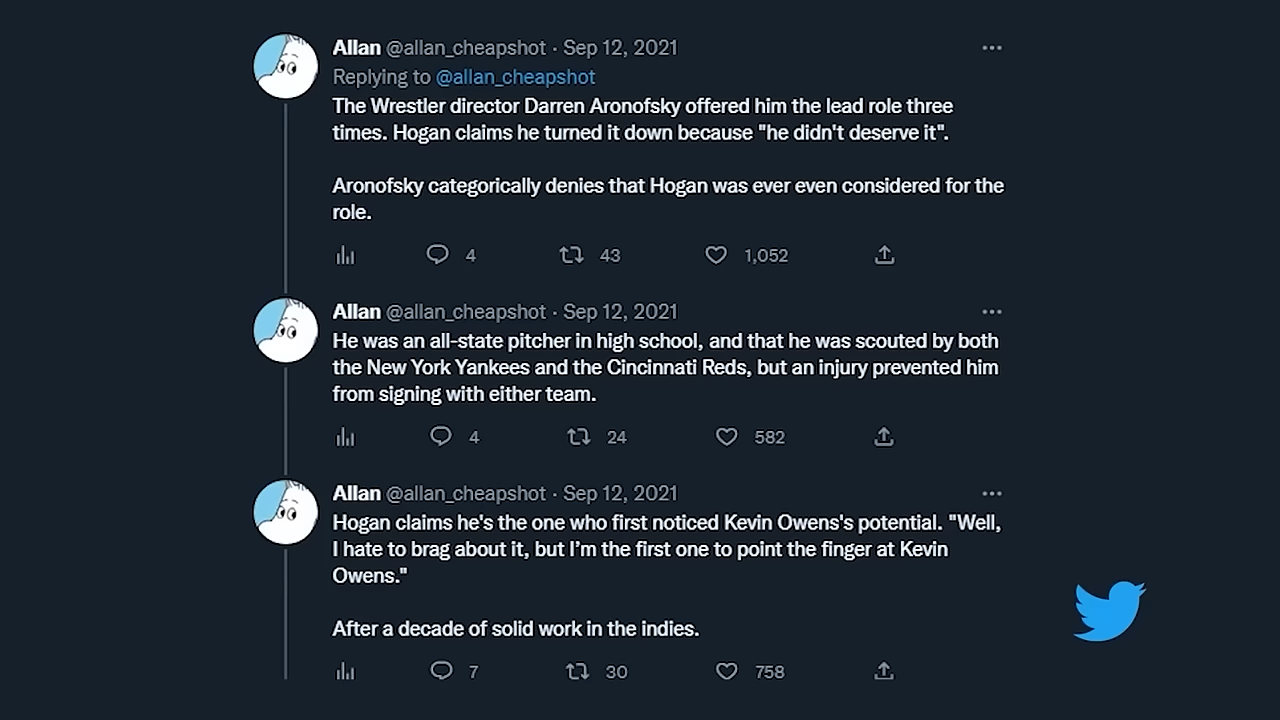 Allan @allan_cheapshot · Sep 12, 2021
Replying to @allan_cheapshot
The Wrestler director Darren Aronofsky offered him the lead role three
times. Hogan claims he turned it down because "he didn't deserve it".
Aronofsky categorically denies that Hogan was ever even considered for the
role.
4 43 1,052
Allan @allan_cheapshot · Sep 12, 2021
He was an all-state pitcher in high school, and that he was scouted by both
the New York Yankees and the Cincinnati Reds, but an injury prevented him
from signing with either team.
4 24 582
Allan @allan_cheapshot · Sep 12, 2021
Hogan claims he's the one who first noticed Kevin Owens's potential. "Well,
I hate to brag about it, but I’m the first one to point the finger at Kevin
Owens."
After a decade of solid work in the indies.
7 30 758